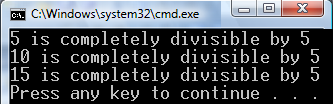 C:\Windows\system32\cmd.exe
5 is completely divisible by 5
10 is completely divisible by 5
15 is completely divisible by 5
Press any key to continue . . .